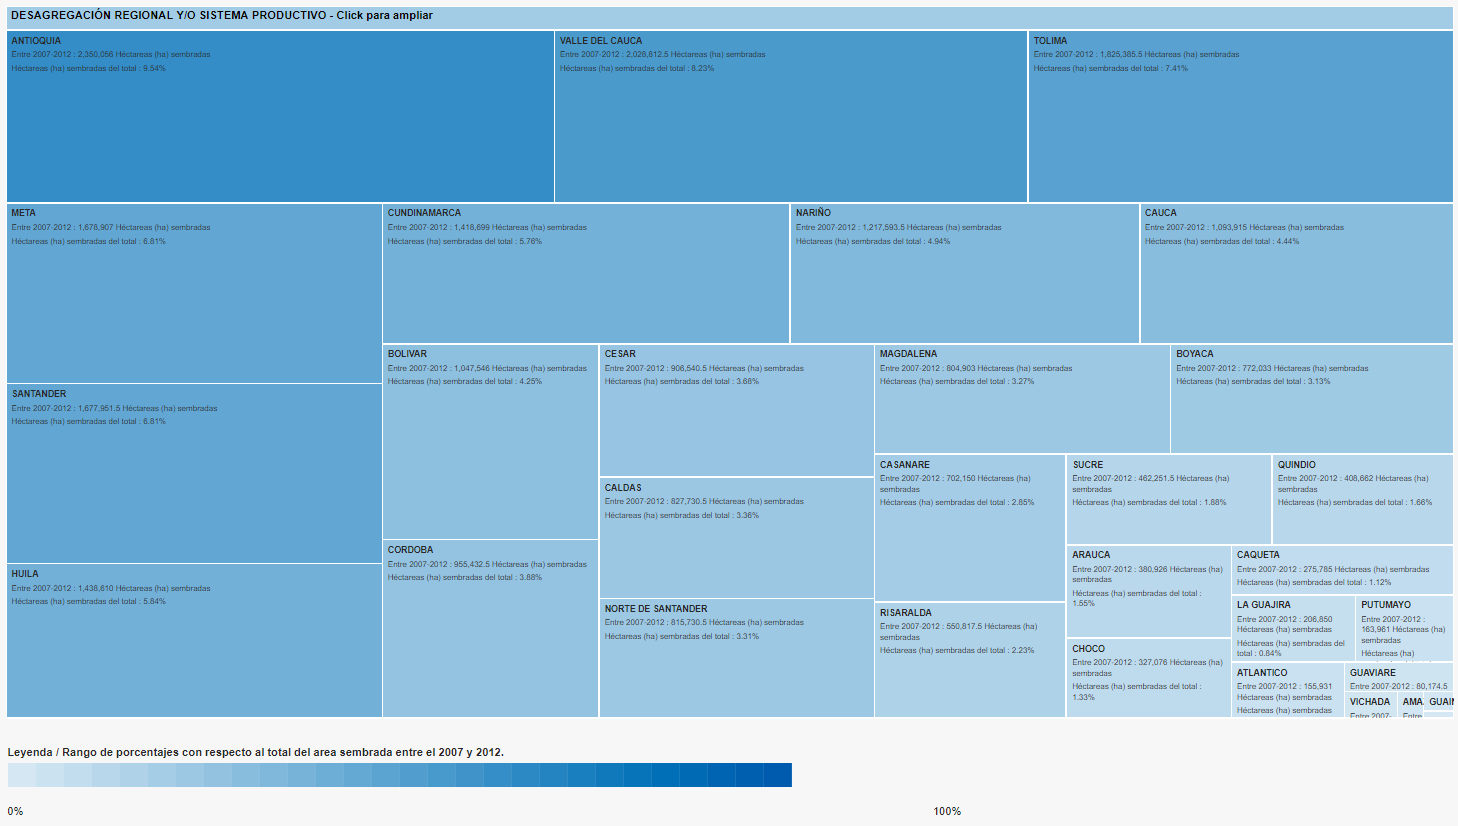 DESAGREGACIÓN REGIONAL Y/O SISTEMA PRODUCTIVO - Click para ampliar
ANTIOQUIA
Entre 2007-2012 : 2,350,056 Héctareas (ha) sembradas
Héctareas (ha) sembradas del total : 9.54%
VALLE DEL CAUCA
Entre 2007-2012 : 2,028,812.5 Héctareas (ha) sembradas
Héctareas (ha) sembradas del total : 8.23%
TOLIMA
Entre 2007-2012 : 1,825,385.5 Héctareas (ha) sembradas
Héctareas (ha) sembradas del total : 7.41%
META
Entre 2007-2012 : 1,678,907 Héctareas (ha) sembradas
Héctareas (ha) sembradas del total : 6.81%
CUNDINAMARCA
Entre 2007-2012 : 1,418,699 Héctareas (ha) sembradas
Héctareas (ha) sembradas del total : 5.76%
NARIÑO
Entre 2007-2012 : 1,217,593.5 Héctareas (ha) sembradas
Héctareas (ha) sembradas del total : 4.94%
CAUCA
Entre 2007-2012 : 1,093,915 Héctareas (ha) sembradas
Héctareas (ha) sembradas del total : 4.44%
SANTANDER
Entre 2007-2012 : 1,677,951.5 Héctareas (ha) sembradas
Héctareas (ha) sembradas del total : 6.81%
HUILA
Entre 2007-2012 : 1,438,610 Héctareas (ha) sembradas
Héctareas (ha) sembradas del total : 5.84%
BOLIVAR
Entre 2007-2012 : 1,047,546 Héctareas (ha) sembradas
Héctareas (ha) sembradas del total : 4.25%
CORDOBA
Entre 2007-2012 : 955,432.5 Héctareas (ha) sembradas
Héctareas (ha) sembradas del total : 3.88%
CESAR
Entre 2007-2012 : 906,540.5 Héctareas (ha) sembradas
Héctareas (ha) sembradas del total : 3.68%
CALDAS
Entre 2007-2012 : 827,730.5 Héctareas (ha) sembradas
Héctareas (ha) sembradas del total : 3.36%
NORTE DE SANTANDER
Entre 2007-2012 : 815,730.5 Héctareas (ha) sembradas
Héctareas (ha) sembradas del total : 3.31%
MAGDALENA
Entre 2007-2012 : 804,903 Héctareas (ha) sembradas
Héctareas (ha) sembradas del total : 3.27%
BOYACA
Entre 2007-2012 : 772,033 Héctareas (ha) sembradas
Héctareas (ha) sembradas del total : 3.13%
CASANARE
Entre 2007-2012 : 702,150 Héctareas (ha)
sembradas
Héctareas (ha) sembradas del total : 2.85%
RISARALDA
Entre 2007-2012 : 550,817.5 Héctareas (ha)
sembradas
Héctareas (ha) sembradas del total : 2.23%
SUCRE
Entre 2007-2012 : 462,251.5 Héctareas (ha)
sembradas
Héctareas (ha) sembradas del total : 1.88%
QUINDIO
Entre 2007-2012 : 408,662 Héctareas (ha)
sembradas
Héctareas (ha) sembradas del total : 1.66%
ARAUCA
Entre 2007-2012 : 380,926 Héctareas (ha)
sembradas
Héctareas (ha) sembradas del total :
1.55%
CHOCO
Entre 2007-2012 : 327,076 Héctareas (ha)
sembradas
Héctareas (ha) sembradas del total :
1.33%
CAQUETA
Entre 2007-2012 : 275,785 Héctareas (ha) sembradas
Héctareas (ha) sembradas del total : 1.12%
LA GUAJIRA
Entre 2007-2012 : 206,850
Héctareas (ha) sembradas
Héctareas (ha) sembradas del
total : 0.84%
PUTUMAYO
Entre 2007-2012 :
163,961 Héctareas (ha)
sembradas
Héctareas (ha)
ATLANTICO
Entre 2007-2012 : 155,931
Héctareas (ha) sembradas
Héctareas (ha) sembradas
GUAVIARE
Entre 2007-2012 : 80,174.5
VICHADA
Entre 2007-
AMA
Entre
GUAIN
Leyenda / Rango de porcentajes con respecto al total del area sembrada entre el 2007 y 2012.
0%
100%